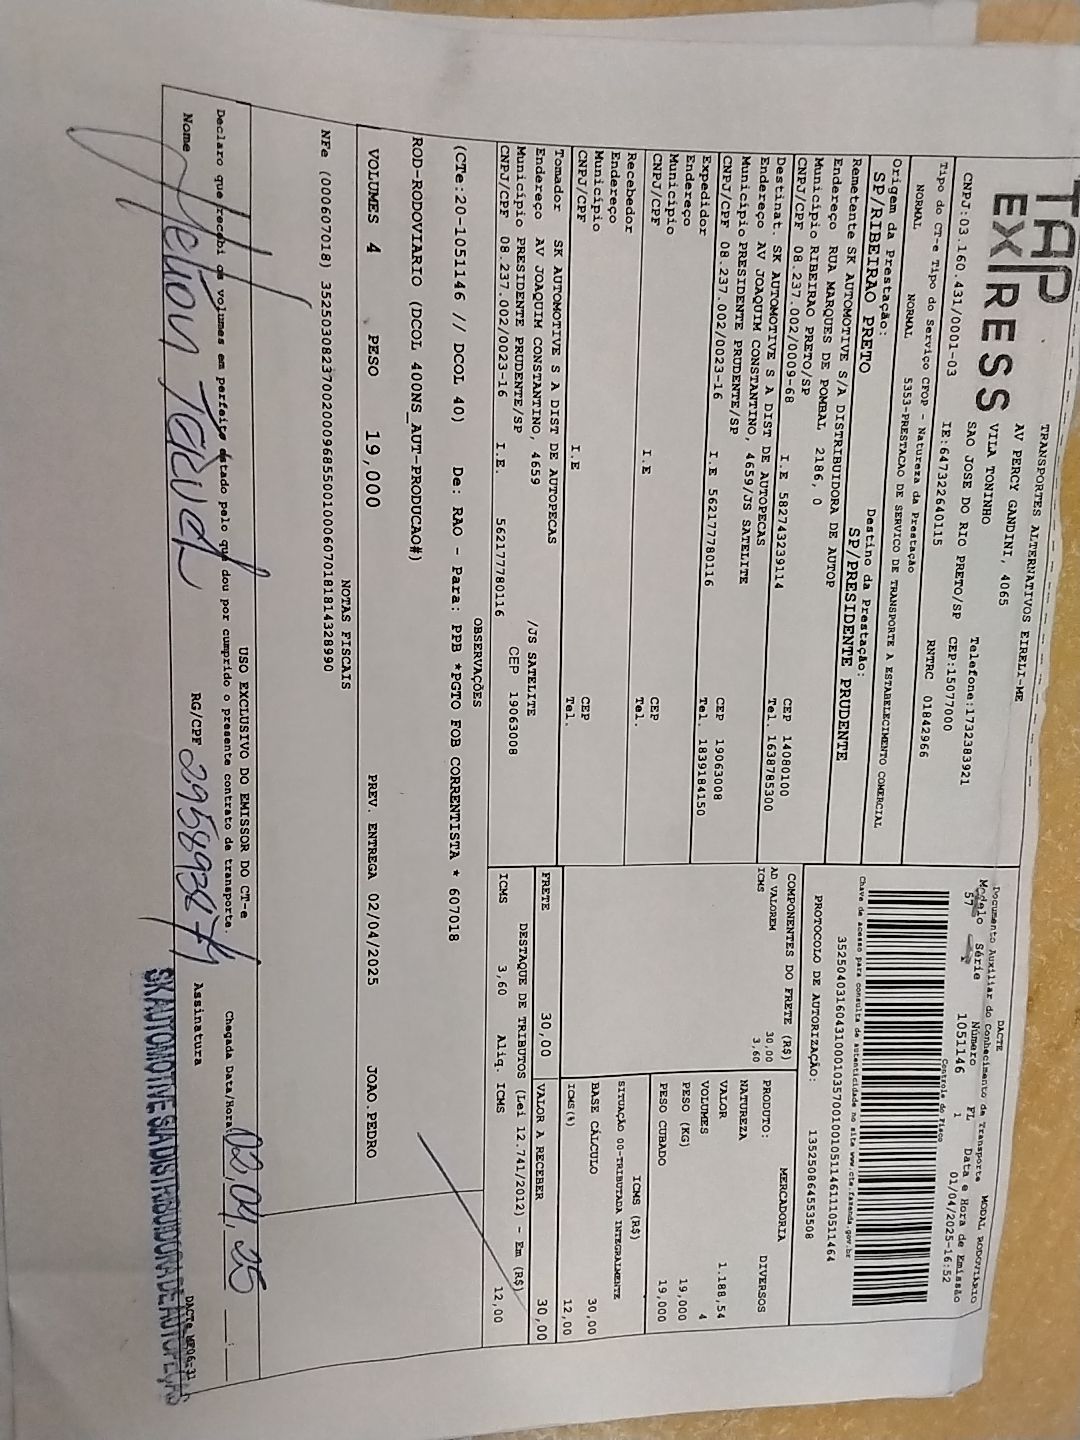 TAP
EXPRESS
TRANSPORTES ALTERNATIVOS EIRELI-ME
AV PERCY GANDINI, 4065
VILA TONINHO
SAO JOSE DO RIO PRETO/SP
Telefone:1732383921
CEP:15077000
CNPJ:03.160.431/0001-03
IE:647322640115
RNTRC 01842966
Tipo do CT-e Tipo do Serviço CFOP - Natureza da Prestação
NORMAL NORMAL 5353-PRESTACAO DE SERVICO DE TRANSPORTE A ESTABELECIMENTO COMERCIAL
Origem da Prestação: Destino da Prestação:
SP/RIBEIRAO PRETO SP/PRESIDENTE PRUDENTE
Remetente SK AUTOMOTIVE S/A DISTRIBUIDORA DE AUTOP
Endereço RUA MARQUES DE POMBAL 2186, 0
Município RIBEIRAO PRETO/SP CEP 14080100
CNPJ/CPF 08.237.002/0009-68 I.E 582743239114 Tel. 1638785300
Destinat. SK AUTOMOTIVE S A DIST DE AUTOPECAS
Endereço AV JOAQUIM CONSTANTINO, 4659/JS SATELITE
Município PRESIDENTE PRUDENTE/SP CEP 19063008
CNPJ/CPF 08.237.002/0023-16 I.E 562177780116 Tel. 1839184150
Expedidor
Endereço
Município CEP
CNPJ/CPF I.E Tel.
Recebedor
Endereço
Município CEP
CNPJ/CPF I.E Tel.
Tomador SK AUTOMOTIVE S A DIST DE AUTOPECAS
Endereço AV JOAQUIM CONSTANTINO, 4659 /JS SATELITE
Município PRESIDENTE PRUDENTE/SP CEP 19063008
CNPJ/CPF 08.237.002/0023-16 I.E. 562177780116
DACTE MODAL RODOVIARIO
Documento Auxiliar do Conhecimento de Transporte
Modelo Série Número FL Data e Hora de Emissão
57 1051146 1 01/04/2025-16:52
Controle do Fisco
Chave de acesso para consulta de autenticidade no site www.cte.fazenda.gov.br
35250403160431000103570010010511461110511464
PROTOCOLO DE AUTORIZAÇÃO: 135250864553508
COMPONENTES DO FRETE (R$)
AD VALOREM 30,00
ICMS 3,60
MERCADORIA
PRODUTO: DIVERSOS
NATUREZA
VALOR 1.188,54
VOLUMES 4
PESO (KG) 19,000
PESO CUBADO 19,000
ICMS (R$)
SITUAÇÃO 00-TRIBUTADA INTEGRALMENTE
BASE CÁLCULO 30,00
ICMS(%) 12,00
FRETE 30,00 VALOR A RECEBER 30,00
DESTAQUE DE TRIBUTOS (Lei 12.741/2012) - Em (R$)
ICMS 3,60 Aliq. ICMS 12,00
OBSERVAÇÕES
(CTe:20-1051146 // DCOL 40) De: RAO - Para: PPB *PGTO FOB CORRENTISTA * 607018
ROD-RODOVIARIO (DCOL 400NS_AUT-PRODUCAO#)
VOLUMES 4 PESO 19,000 PREV. ENTREGA 02/04/2025 JOAO.PEDRO
NOTAS FISCAIS
NFe (000607018) 35250308237002000968550010006070181814328990
USO EXCLUSIVO DO EMISSOR DO CT-e
Declaro que recebi os volumes em perfeito estado pelo que dou por cumprido o presente contrato de transporte.
Chegada Data/Hora: 02,04,25
Nome RG/CPF Assinatura
DACTe
SK AUTOMOTIVE S/A DISTRIBUIDORA DE AUTOPEÇAS